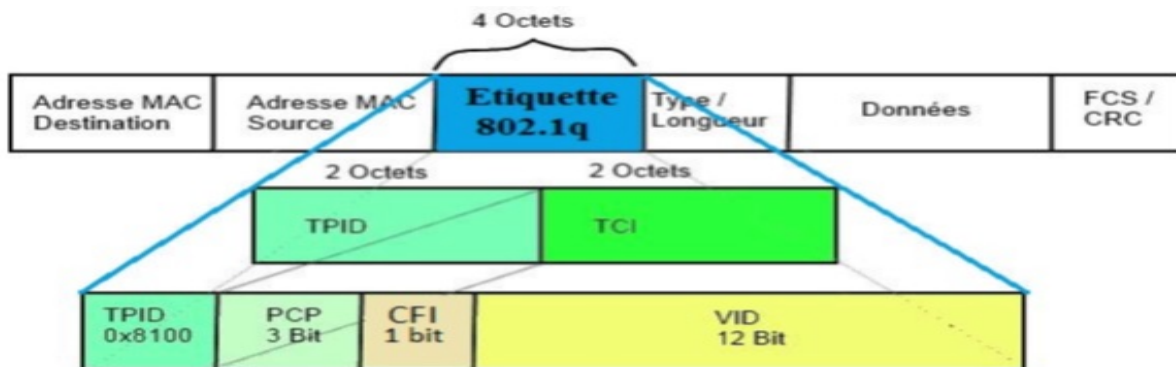 4 Octets
Adresse MAC
Destination
Adresse MAC
Source
Etiquette
802.1q
Type /
Longueur
Données
FCS /
CRC
2 Octets
2 Octets
TPID
TCI
TPID
0x8100
PCP
3 Bit
CFI
1 bit
VID
12 Bit